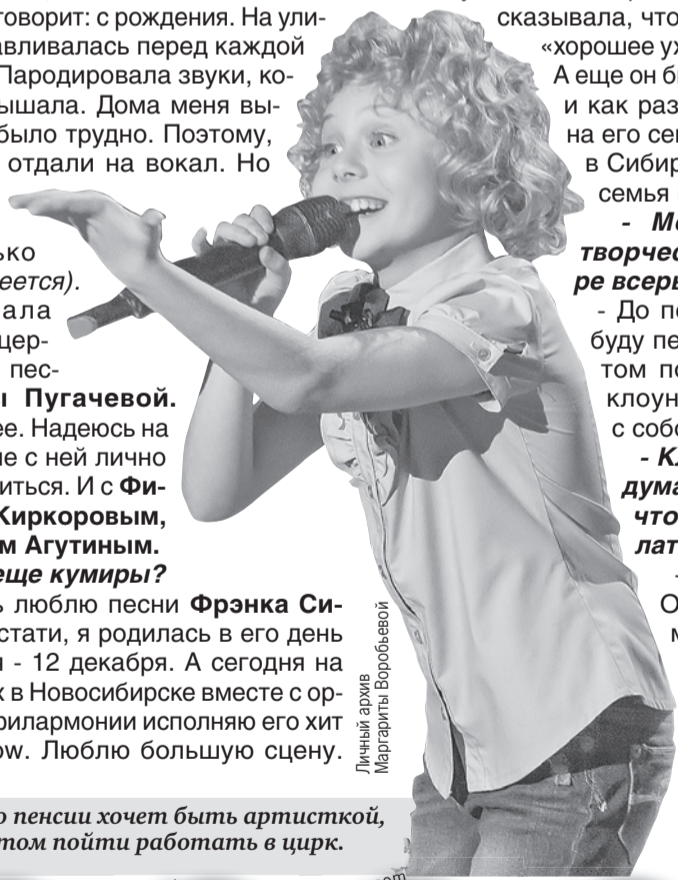 говорит: с рождения. На ули-
авливалась перед каждой
Пародировала звуки, ко-
ышала. Дома меня вы-
было трудно. Поэтому,
отдали на вокал. Но
ько
еется).
ала
цер-
пес-
ы Пугачевой.
ее. Надеюсь на
ие с ней лично
иться. И с Фи-
Киркоровым,
м Агутиным.
еще кумиры?
ь люблю песни Фрэнка Си-
стати, я родилась в его день
я - 12 декабря. А сегодня на
х в Новосибирске вместе с ор-
филармонии исполняю его хит
ow. Люблю большую сцену.
Личный архив
Маргариты Воробьевой
о пенсии хочет быть артисткой,
том пойти работать в цирк.
сказывала, что
«хорошее ух
А еще он б
и как раз
на его се
в Сибир
семья
- М
творчес
ре всерь
- До п
буду пе
том по
клоун
с собо
- К
дума
что
лат
-
О
м